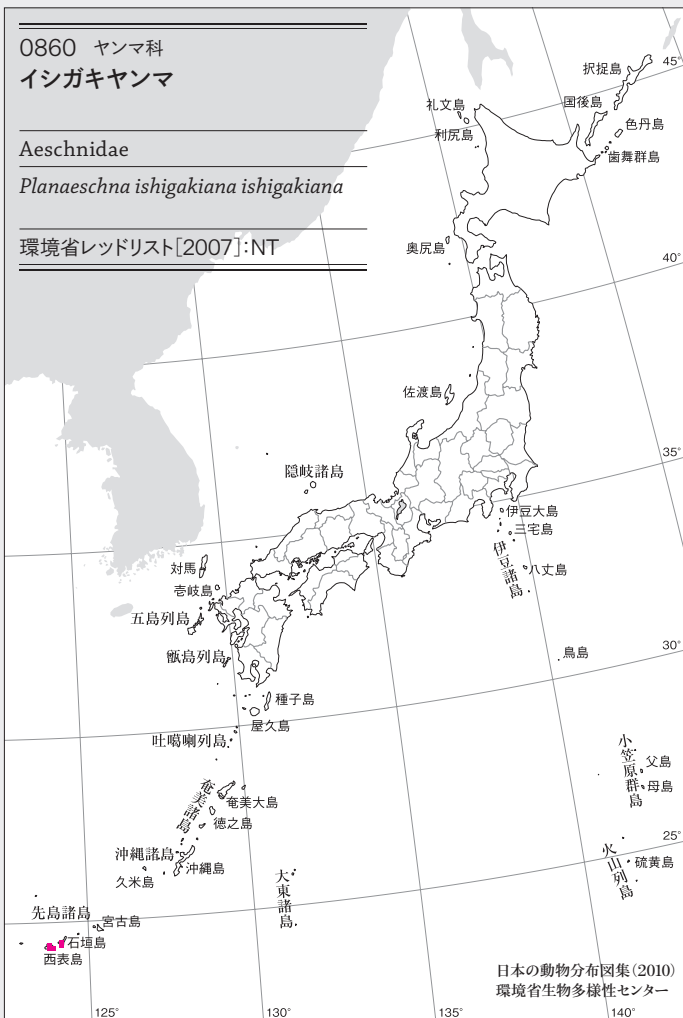 0860 ヤンマ科
イシガキヤンマ
Aeschnidae
Planaeschna ishigakiana ishigakiana
環境省レッドリスト[2007]:NT
択捉島
45°
礼文島
国後島
利尻島
色丹島
歯舞群島
奥尻島
40°
佐渡島
35°
隠岐諸島
伊豆大島
三宅島
伊豆諸島
八丈島
対馬
壱岐島
五島列島
甑島列島
鳥島
30°
種子島
屋久島
吐噶喇列島
小笠原群島
父島
母島
奄美諸島
奄美大島
徳之島
25°
沖縄諸島
沖縄島
久米島
大東諸島
火山列島
硫黄島
先島諸島
宮古島
石垣島
西表島
日本の動物分布図集(2010)
環境省生物多様性センター
125°
130°
135°
140°